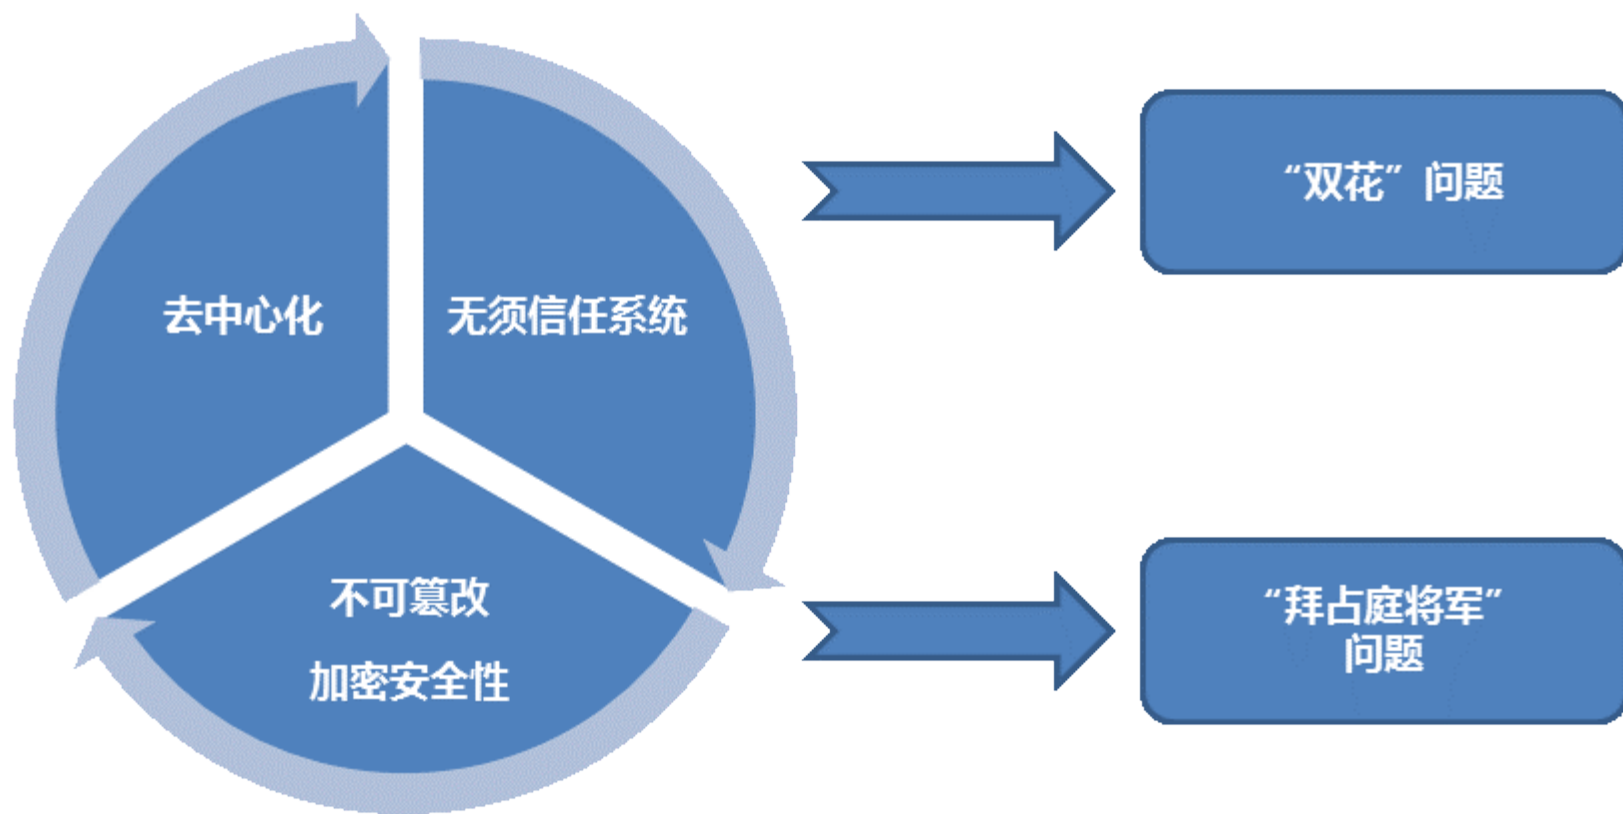 去中心化
无须信任系统
不可篡改
加密安全性
“双花”问题
“拜占庭将军”
问题